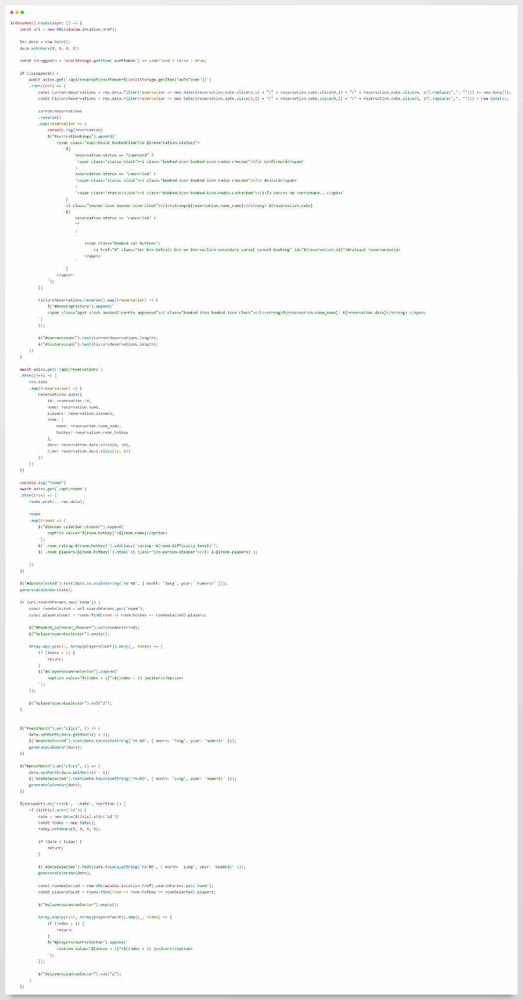 $(document).ready(async () => {
    const url = new URL(window.location.href);

    let date = new Date();
    date.setHours(0, 0, 0, 0);

    const isLoggedIn = localStorage.getItem('authToken') == undefined ? false : true;

    if (isLoggedIn) {
        await axios.get(`/api/reservations?token=${localStorage.getItem('authToken')}`)
        .then((res) => {
            const currentReservations = res.data.filter(reservation => new Date((reservation.date.slice(3,5) + "/" + reservation.date.slice(0,2) + "/" + reservation.date.slice(6, 17).replace(",", ""))) >= new Date());
            const historyReservations = res.data.filter(reservation => new Date((reservation.date.slice(3,5) + "/" + reservation.date.slice(0,2) + "/" + reservation.date.slice(6, 17).replace(",", ""))) < new Date());

            currentReservations
            .reverse()
            .map(reservation => {
                console.log(reservation)
                $("#currentbookings").append(`
                    <span class="appt-block bookedClearFix ${reservation.status}">
                        ${
                            reservation.status == "approved" ?
                            `<span class="status-block"><i class="booked-icon booked-icon-radio-checked"></i> Confirmată</span>`
                            :
                            reservation.status == "cancelled" ?
                            `<span class="status-block"><i class="booked-icon booked-icon-radio-checked"></i> Anulată</span>`
                            :
                            `<span class="status-block"><i class="booked-icon booked-icon-radio-unchecked"></i>În decurs de confirmare...</span>`
                        }
                        <i class="booked-icon booked-icon-clock"></i><strong>${reservation.room_name}:</strong> ${reservation.date}
                        ${
                            reservation.status == "cancelled" ?
                            ""
                            :
                            `
                                <span class="booked-cal-buttons">
                                    <a href="#" class="btn btn-default btn-sm btn-outline-secondary cancel cancel-booking" id="${reservation.id}">Anulează rezervarea</a>
                                </span>
                            `
                        }
                    </span>
                `);
            })

            historyReservations.reverse().map((reservation) => {
                $("#bookinghistory").append(`
                <span class="appt-block bookedClearFix approved"><i class="booked-icon booked-icon-clock"></i><strong>${reservation.room_name}: ${reservation.date}</strong> </span>
            `)
            });

            $("#currentcount").text(currentReservations.length);
            $("#historycount").text(historyReservations.length);
        })
    }

    await axios.get(`/api/reservations`)
    .then((res) => {
        res.data
        .map((reservation) => {
            reservations.push({
                id: reservation.id,
                name: reservation.name,
                players: reservation.players,
                room: {
                    name: reservation.room_name,
                    hotkey: reservation.room_hotkey
                },
                date: reservation.date.slice(0, 10),
                time: reservation.date.slice(12, 17)
            })
        })
    })

    console.log("rooms")
    await axios.get(`/api/rooms`)
    .then((res) => {
        rooms.push(...res.data);

        rooms
        .map((room) => {
            $("#booked_calendar_chooser").append(`
                <option value="${room.hotkey}">${room.name}</option>
            `);
            $(`.room_rating-${room.hotkey}`).addClass(`rating--${room.difficulty_level}`);
            $(`.room_players-${room.hotkey}`).html(`<i class="ion-person-stalker"></i> 2-${room.players}`);

        })
    })

    $('#dateSelected').text(date.toLocaleString('ro-RO', { month: 'long', year: 'numeric' }));
    generateCalendar(date);

    if (url.searchParams.has('room')) {
        const roomSelected = url.searchParams.get('room');
        const playersCount = rooms.find(room => room.hotkey == roomSelected).players;

        $("#booked_calendar_chooser").val(roomSelected);
        $("#playerscountselector").empty();

        Array.apply(null, Array(playersCount)).map((_, index) => {
            if (index < 1) {
                return;
            }
            $("#playerscountselector").append(`
                <option value="${index + 1}">${index + 1} jucători</option>
            `);
        });

        $("#playerscountselector").val("2");
    }


    $("#nextMonth").on("click", () => {
        date.setMonth(date.getMonth() + 1);
        $('#dateSelected').text(date.toLocaleString('ro-RO', { month: 'long', year: 'numeric' }));
        generateCalendar(date);
    })

    $("#prevMonth").on("click", () => {
        date.setMonth(date.getMonth() - 1);
        $('#dateSelected').text(date.toLocaleString('ro-RO', { month: 'long', year: 'numeric' }));
        generateCalendar(date);
    })

    $(document).on('click', '.date', function () {
        if ($(this).attr('id')) {
            date = new Date($(this).attr('id'))
            const today = new Date();
            today.setHours(0, 0, 0, 0);

            if (date < today) {
                return;
            }

            $('#dateSelected').text(date.toLocaleString('ro-RO', { month: 'long', year: 'numeric' }));
            generateCalendar(date);

            const roomSelected = new URL(window.location.href).searchParams.get('room');
            const playersCount = rooms.find(room => room.hotkey == roomSelected).players;

            $("#playerscountselector").empty();

            Array.apply(null, Array(playersCount)).map((_, index) => {
                if (index < 1) {
                    return;
                }
                $("#playerscountselector").append(`
                    <option value="${index + 1}">${index + 1} jucători</option>
                `);
            });

            $("#playerscountselector").val("2");
        }
    })